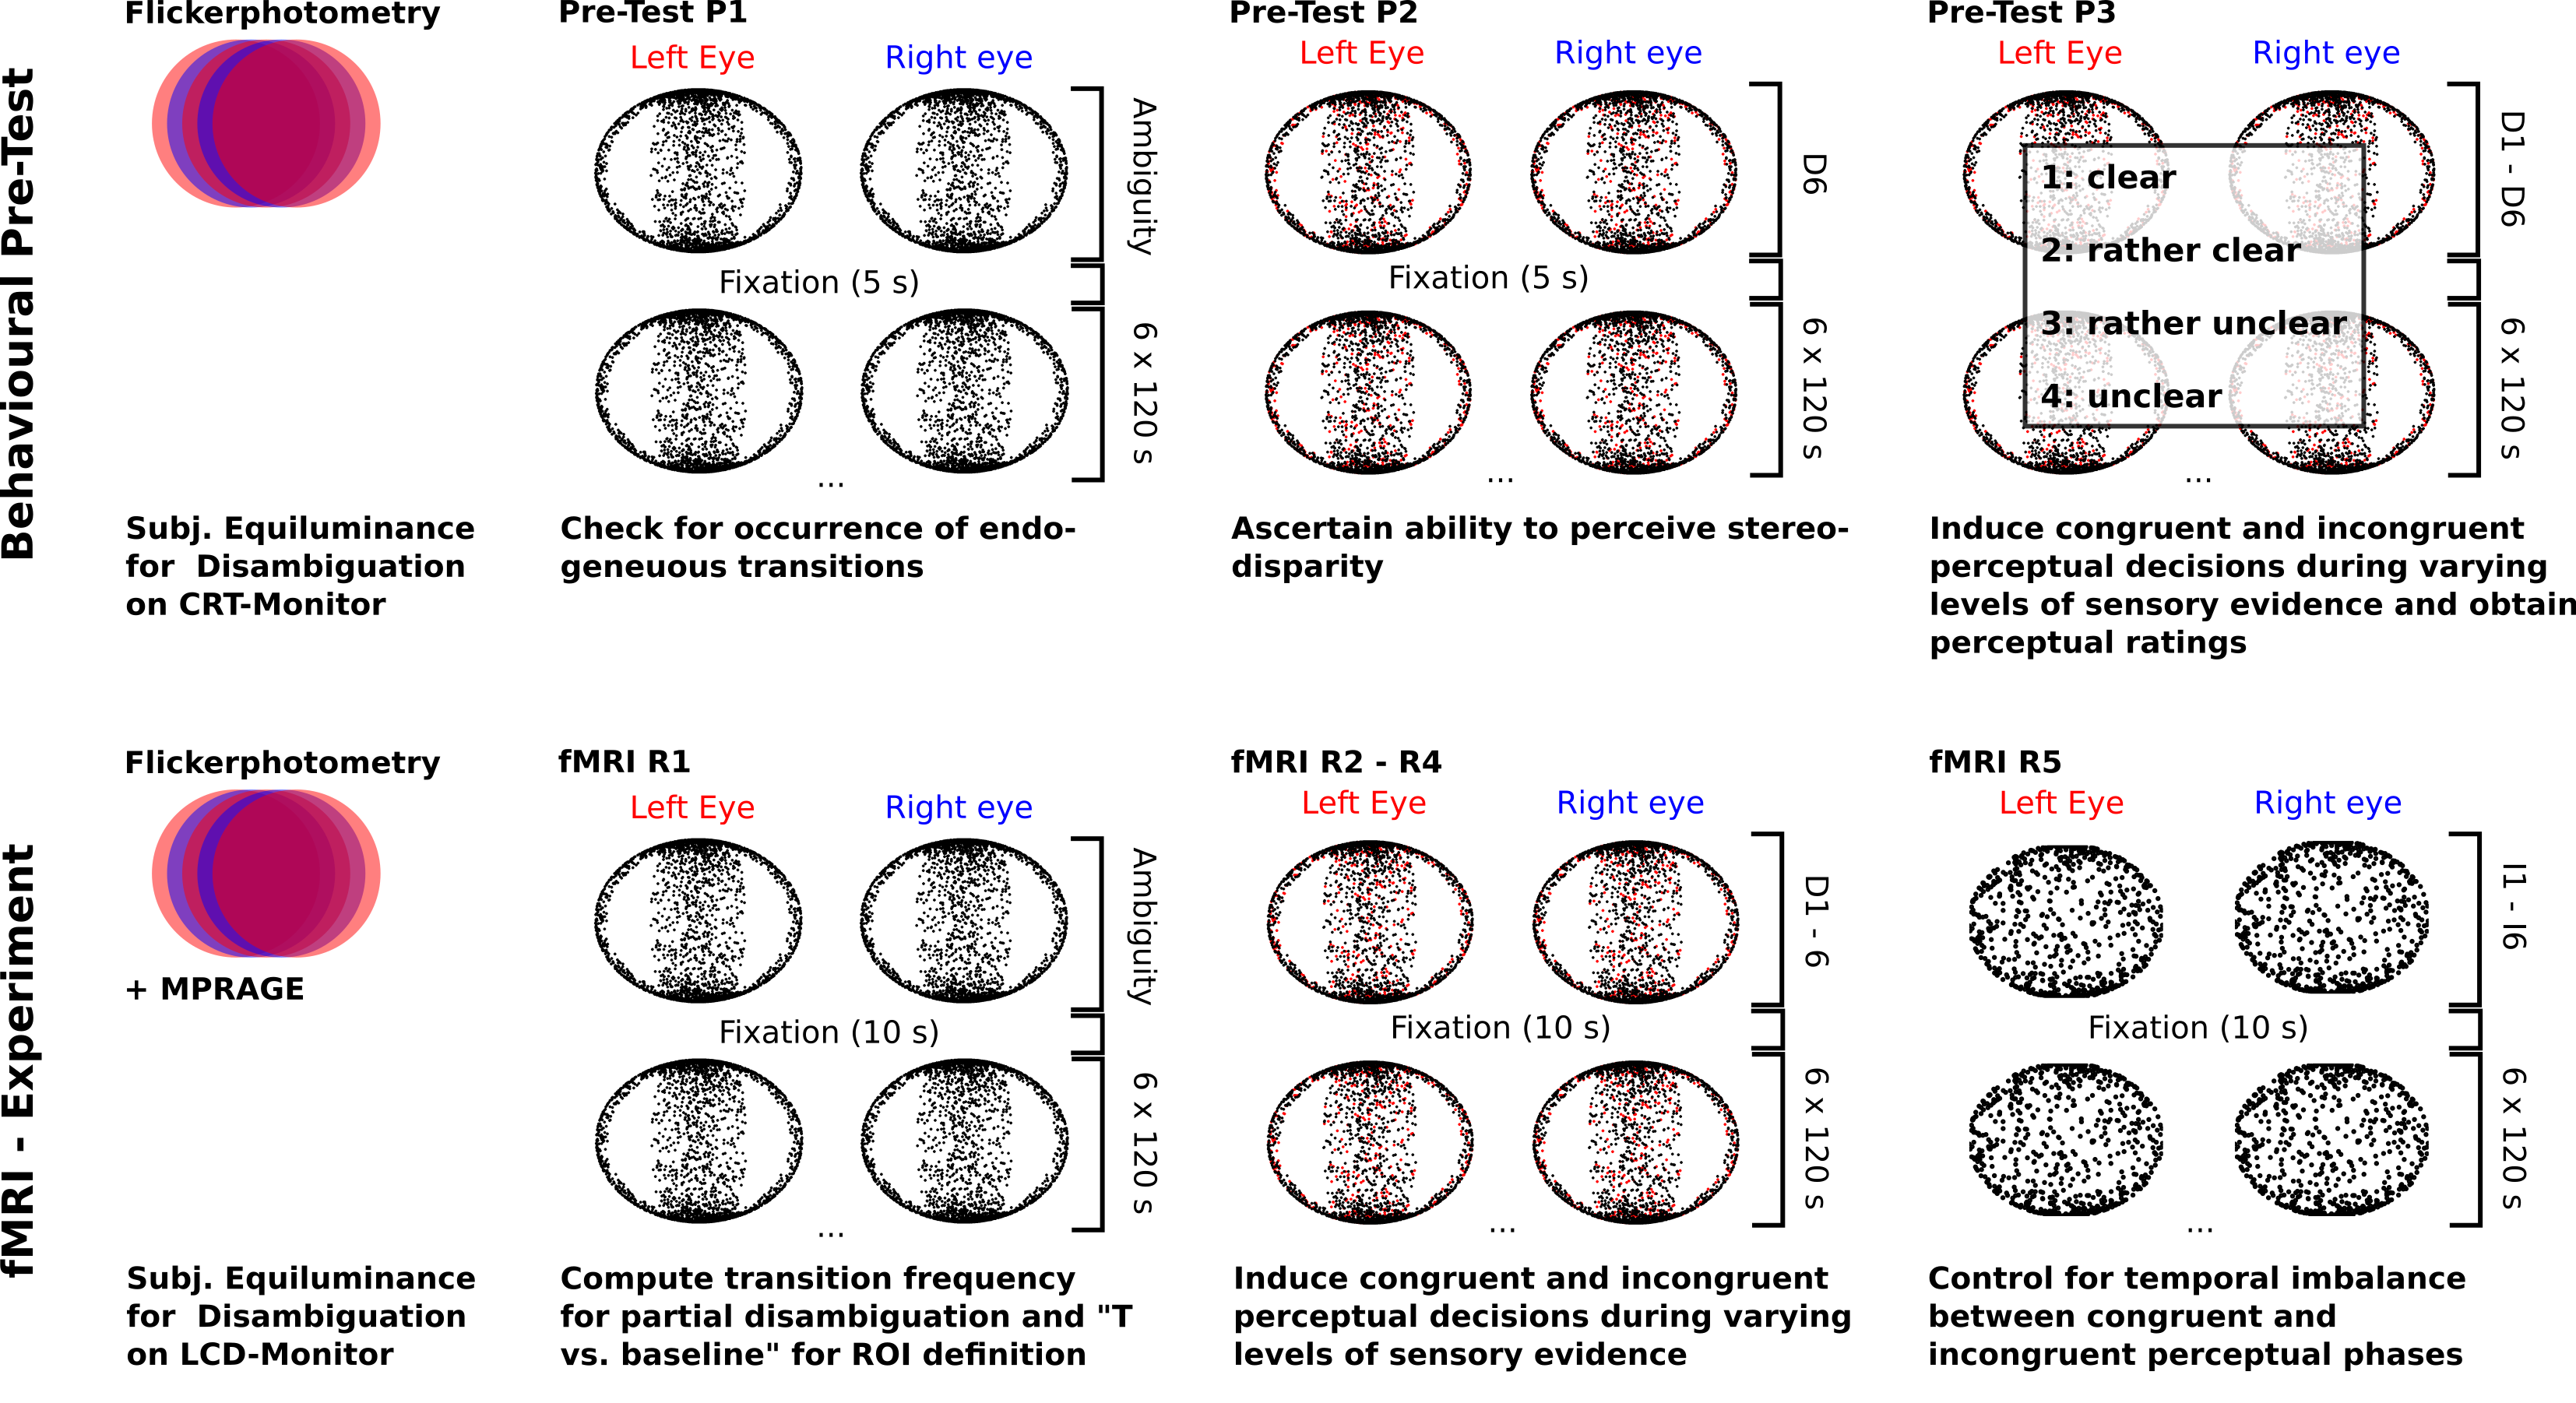 Behavioural Pre-Test
Flickerphotometry
Subj. Equiluminance
for  Disambiguation
on CRT-Monitor
Pre-Test P1
Left Eye
Right eye
Ambiguity
Fixation (5 s)
6 x 120 s
...
Check for occurrence of endo-
geneuous transitions
Pre-Test P2
Left Eye
Right eye
D6
Fixation (5 s)
6 x 120 s
...
Ascertain ability to perceive stereo-
disparity
Pre-Test P3
Left Eye
Right eye
D1 - D6
1: clear
2: rather clear
3: rather unclear
4: unclear
6 x 120 s
...
Induce congruent and incongruent
perceptual decisions during varying
levels of sensory evidence and obtain
perceptual ratings
fMRI - Experiment
Flickerphotometry
+ MPRAGE
Subj. Equiluminance
for  Disambiguation
on LCD-Monitor
fMRI R1
Left Eye
Right eye
Ambiguity
Fixation (10 s)
6 x 120 s
...
Compute transition frequency
for partial disambiguation and "T
vs. baseline" for ROI definition
fMRI R2 - R4
Left Eye
Right eye
D1 - 6
Fixation (10 s)
6 x 120 s
...
Induce congruent and incongruent
perceptual decisions during varying
levels of sensory evidence
fMRI R5
Left Eye
Right eye
I1 - I6
Fixation (10 s)
6 x 120 s
...
Control for temporal imbalance
between congruent and
incongruent perceptual phases